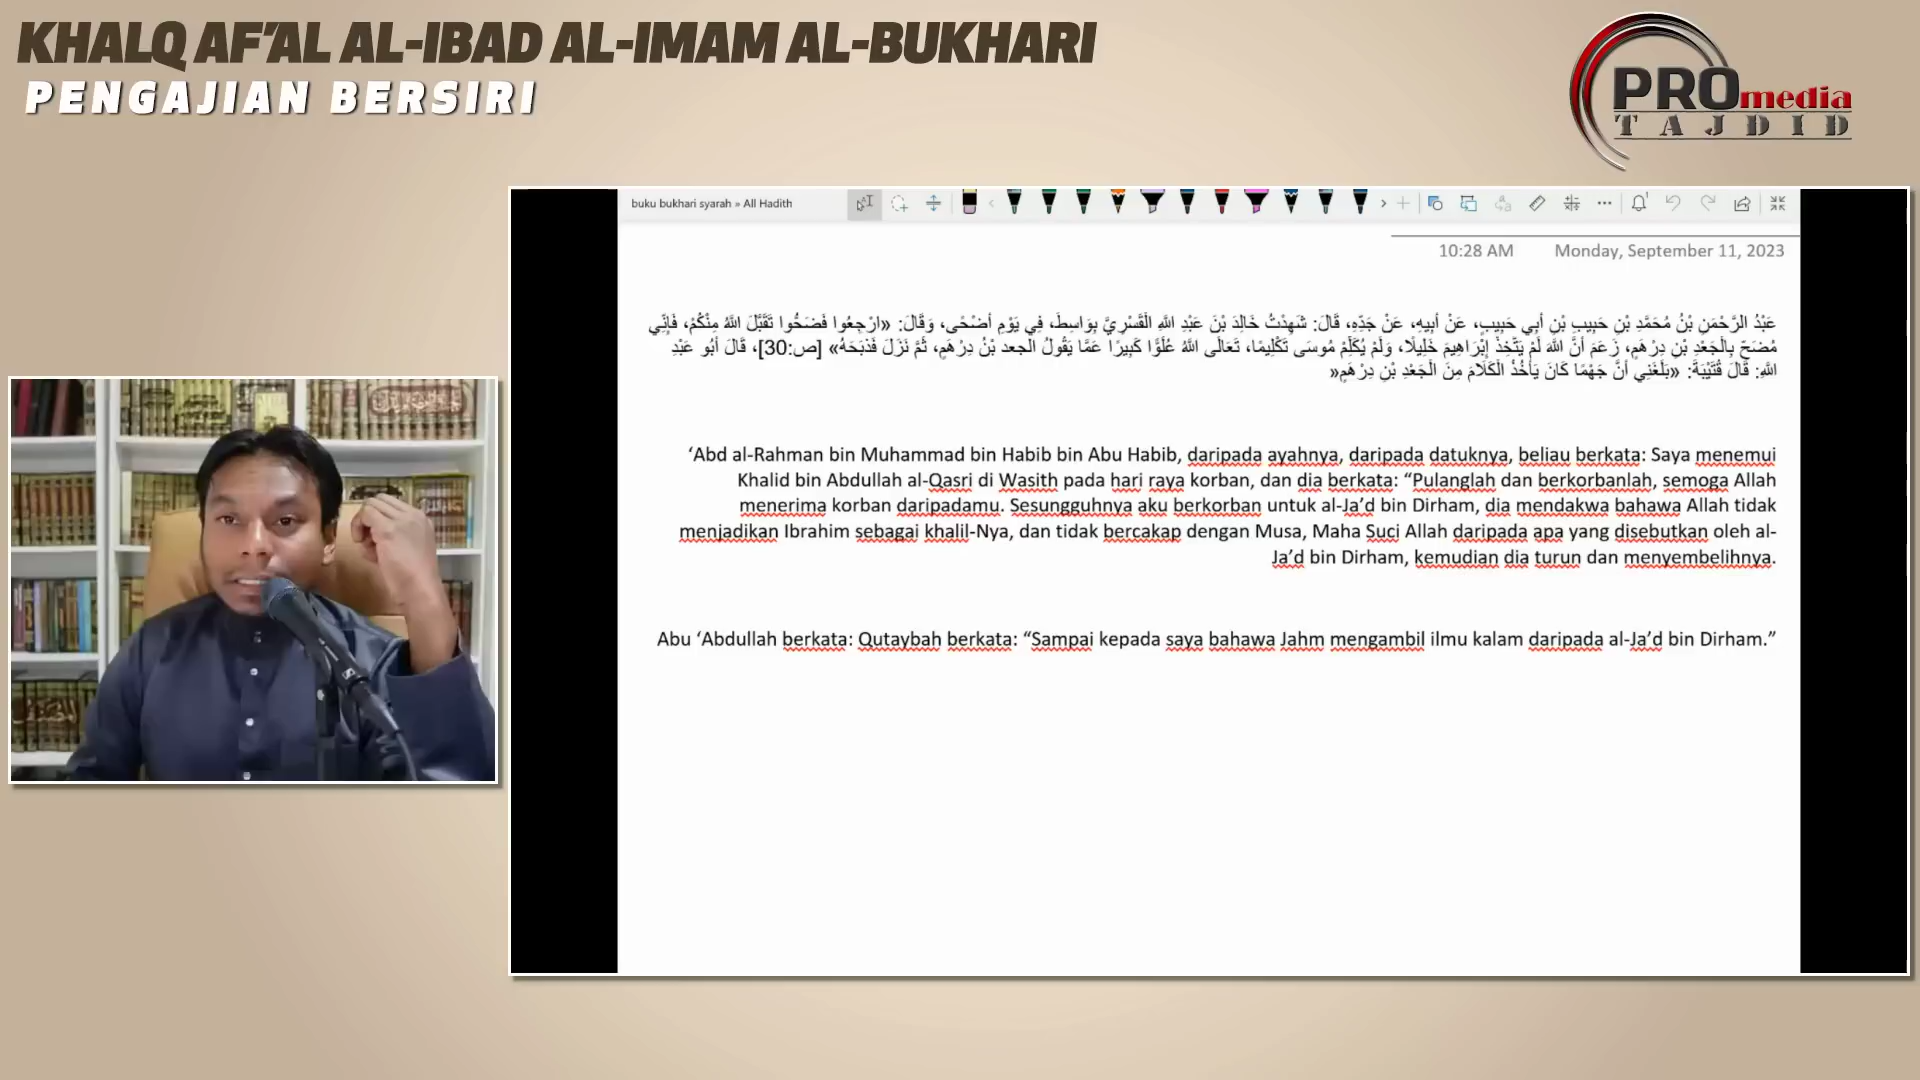 KHALQ AF'AL AL-IBAD AL-IMAM AL-BUKHARI
PENGAJIAN BERSIRI
PROmedia
TAJDID
buku bukhari syarah » All Hadith
10:28 AM Monday, September 11, 2023
عَبْدُ الرَّحْمَنِ بْنُ مُحَمَّدِ بْنِ حَبِيبِ بْنِ أَبِي حَبِيبٍ، عَنْ أَبِيهِ، عَنْ جَدِّهِ، قَالَ: شَهِدْتُ خَالِدَ بْنَ عَبْدِ اللَّهِ الْقَسْرِيَّ بِوَاسِطَ، فِي يَوْمِ أَضْحًى، وَقَالَ: «ارْجِعُوا فَضَحُّوا تَقَبَّلَ اللَّهُ مِنْكُمْ، فَإِنِّي
مُضَحٍّ بِالْجَعْدِ بْنِ دِرْهَمٍ، زَعَمَ أَنَّ اللَّهَ لَمْ يَتَّخِذْ إِبْرَاهِيمَ خَلِيلًا، وَلَمْ يُكَلِّمْ مُوسَى تَكْلِيمًا، تَعَالَى اللَّهُ عُلُوًّا كَبِيرًا عَمَّا يَقُولُ الْجعد بْنُ دِرْهَمٍ، ثُمَّ نَزَلَ فَذَبَحَهُ» [ص:30]، قَالَ أَبُو عَبْدِ
اللَّهِ: قَالَ قُتَيْبَةُ: «بَلَغَنِي أَنَّ جَهْمًا كَانَ يَأْخُذُ الْكَلَامَ مِنَ الْجَعْدِ بْنِ دِرْهَمٍ»
‘Abd al-Rahman bin Muhammad bin Habib bin Abu Habib, daripada ayahnya, daripada datuknya, beliau berkata: Saya menemui
Khalid bin Abdullah al-Qasri di Wasith pada hari raya korban, dan dia berkata: “Pulanglah dan berkorbanlah, semoga Allah
menerima korban daripadamu. Sesungguhnya aku berkorban untuk al-Ja’d bin Dirham, dia mendakwa bahawa Allah tidak
menjadikan Ibrahim sebagai khalil-Nya, dan tidak bercakap dengan Musa, Maha Suci Allah daripada apa yang disebutkan oleh al-
Ja’d bin Dirham, kemudian dia turun dan menyembelihnya.
Abu ‘Abdullah berkata: Qutaybah berkata: “Sampai kepada saya bahawa Jahm mengambil ilmu kalam daripada al-Ja’d bin Dirham.”